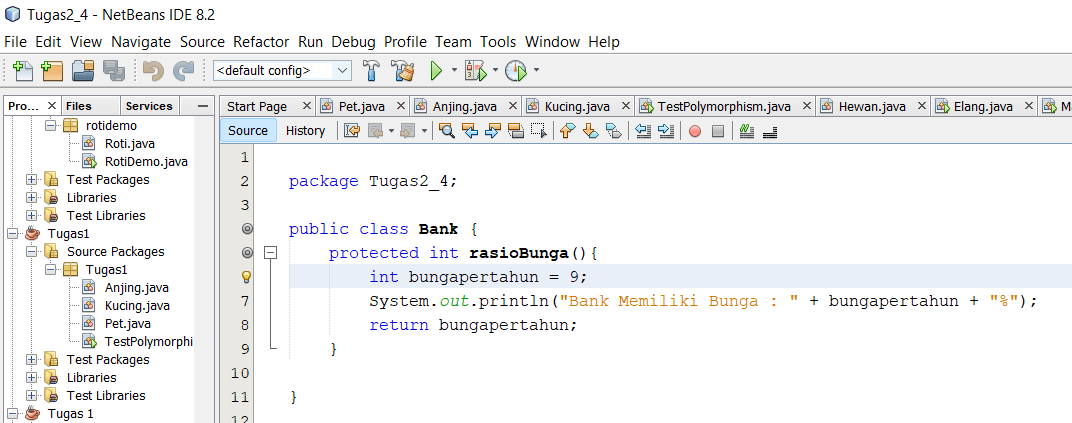 Tugas2_4 - NetBeans IDE 8.2
File Edit View Navigate Source Refactor Run Debug Profile Team Tools Window Help
<default config>
Pro... Files Services
rotidemo
Roti.java
RotiDemo.java
Test Packages
Libraries
Test Libraries
Tugas1
Source Packages
Tugas1
Anjing.java
Kucing.java
Pet.java
TestPolymorphi
Test Packages
Libraries
Test Libraries
Tugas 1
Start Page Pet.java Anjing.java Kucing.java TestPolymorphism.java Hewan.java Elang.java
Source History
1
2 package Tugas2_4;
3
public class Bank {
protected int rasioBunga(){
int bungapertahun = 9;
7 System.out.println("Bank Memiliki Bunga : " + bungapertahun + "%");
8 return bungapertahun;
9 }
10
11 }
12